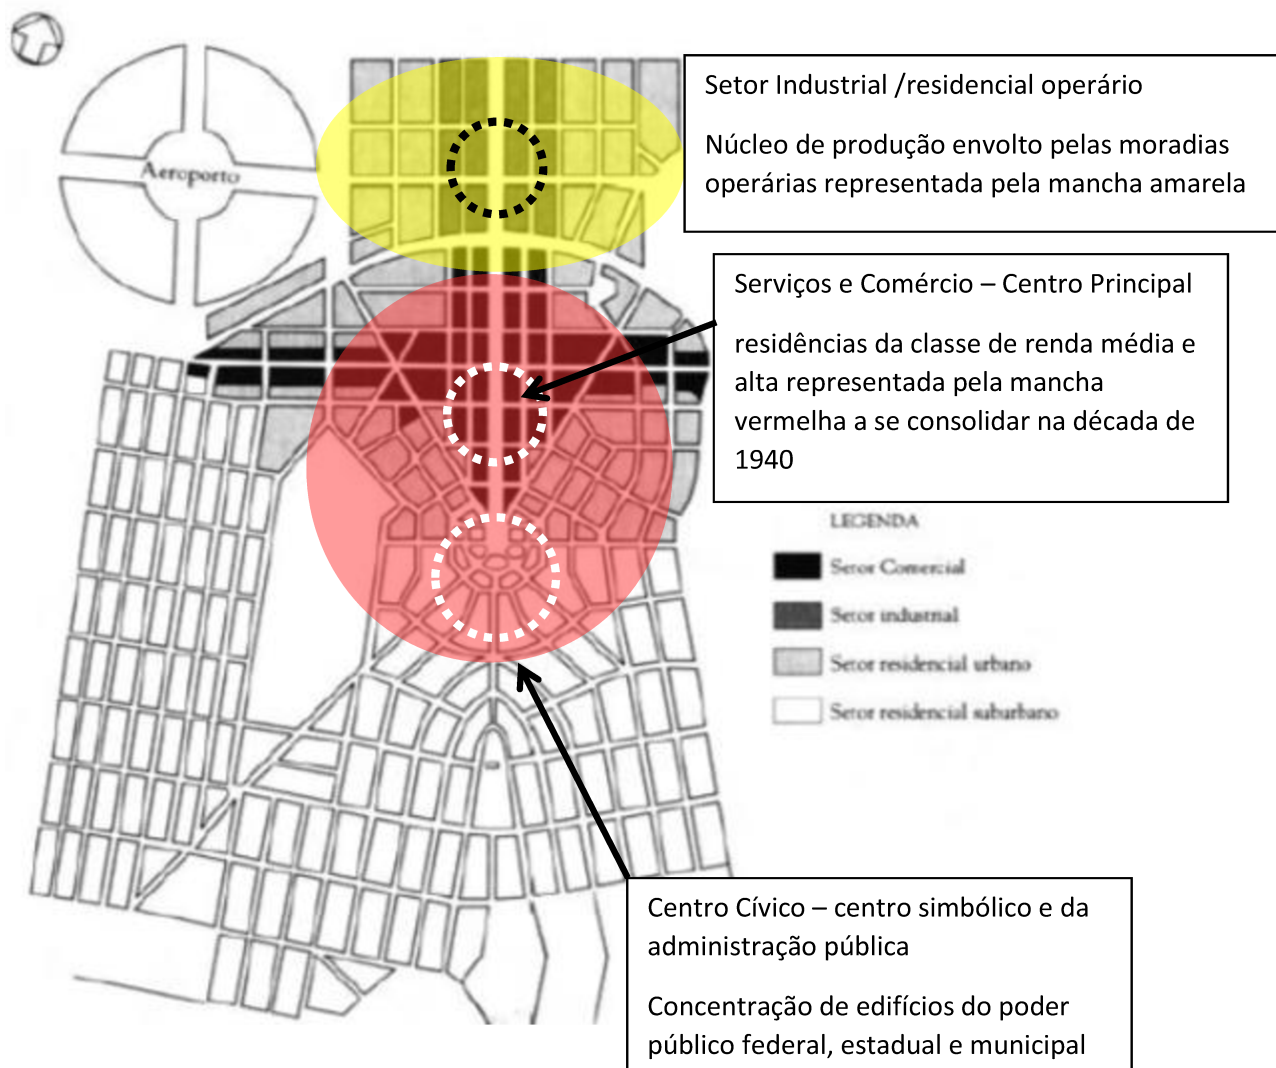 Aeroporto
Setor Industrial /residencial operário
Núcleo de produção envolto pelas moradias
operárias representada pela mancha amarela
Serviços e Comércio – Centro Principal
residências da classe de renda média e
alta representada pela mancha
vermelha a se consolidar na década de
1940
LEGENDA
Setor Comercial
Setor industrial
Setor residencial urbano
Setor residencial suburbano
Centro Cívico – centro simbólico e da
administração pública
Concentração de edifícios do poder
público federal, estadual e municipal